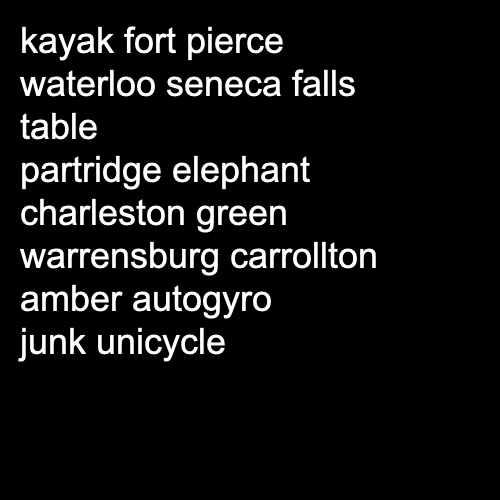 kayak fort pierce
waterloo seneca falls
table
partridge elephant
charleston green
warrensburg carrollton
amber autogyro
junk unicycle